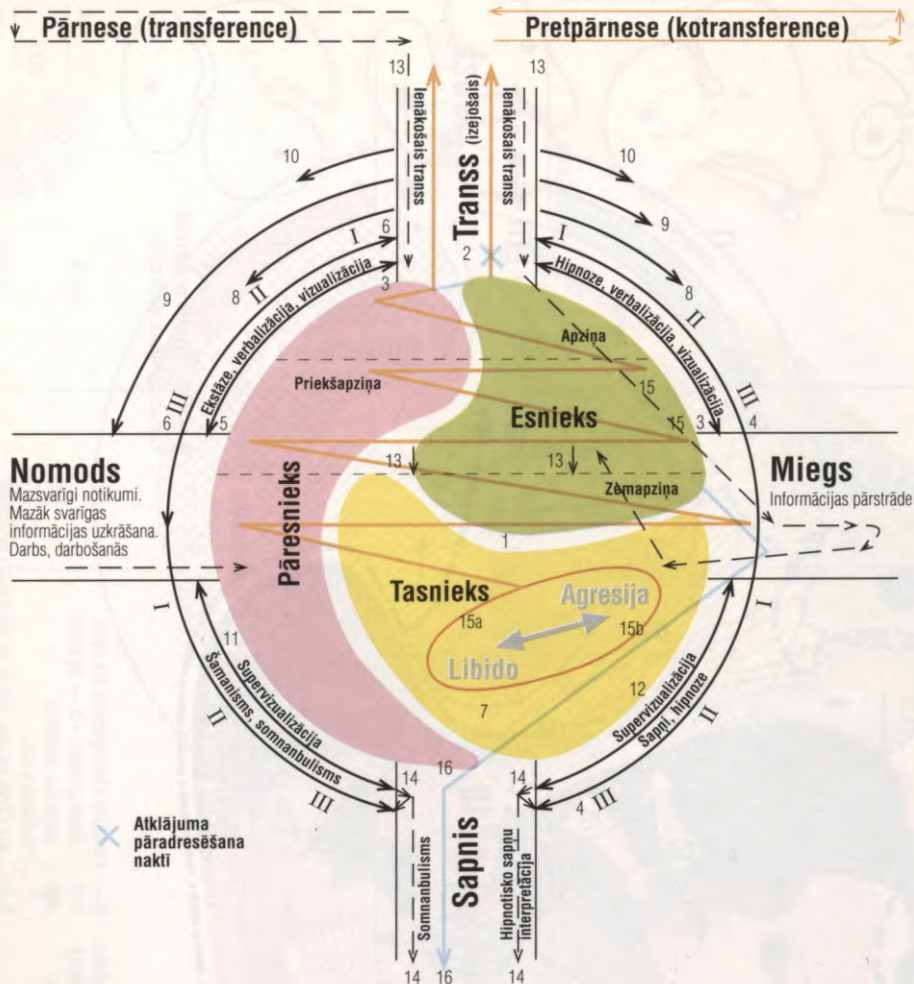 Pārnese (transference)
Pretpārnese (kotransference)
13
13
Ienākošais transs
Transs (izejošais)
Ienākošais transs
10
10
9
9
8
8
6
I
II
III
2
3
I
II
III
Ekstāze, verbalizācija, vizualizācija
Hipnoze, verbalizācija, vizualizācija
Apziņa
Priekšapziņa
15
Esnieks
15
6
5
3
4
13
13
Zemapziņa
Nomods
Mazsvarīgi notikumi.
Mazāk svarīgas
informācijas uzkrāšana.
Darbs, darbošanās
Miegs
Informācijas pārstrāde
Pāresnieks
1
Tasnieks
Agresija
15a
15b
Libido
7
12
11
I
II
III
Supervizualizācija
Šamanisms, somnanbulisms
I
II
III
Supervizualizācija
Sapņi, hipnoze
16
14
14
4
Atklājuma
pāradresēšana
naktī
Somnanbulisms
Sapnis
Hipnotisko sapņu
interpretācija
14
16
14